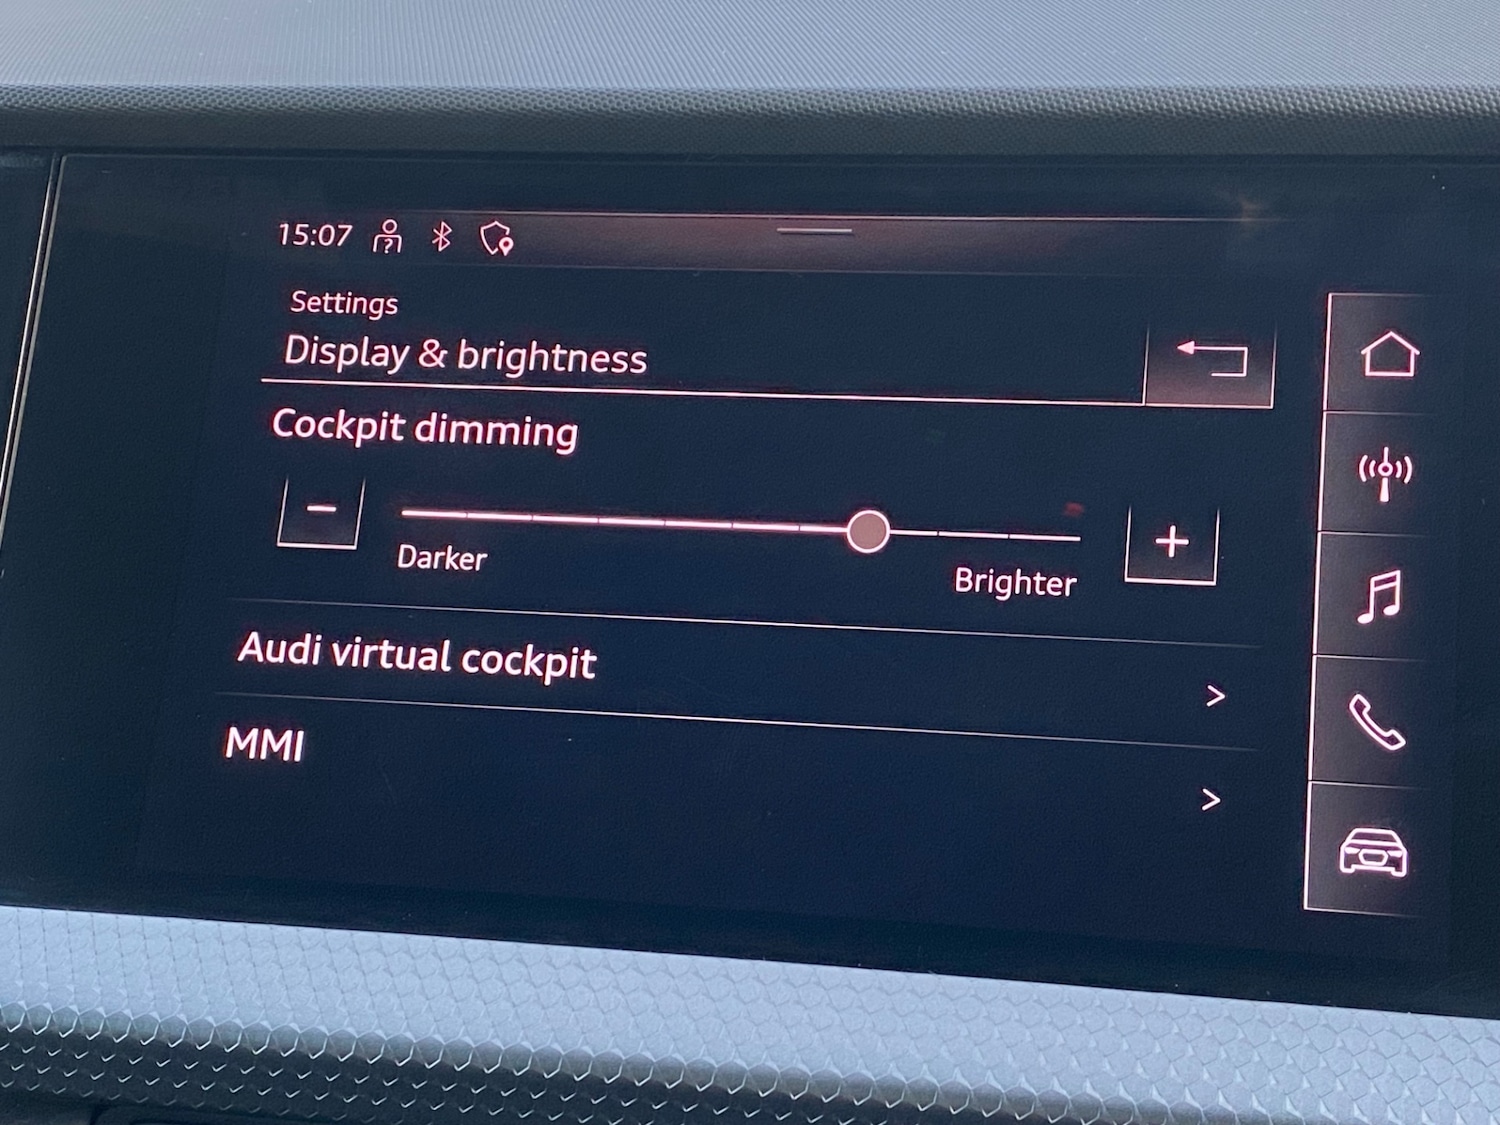 15:07
Settings
Display & brightness
Cockpit dimming
Darker
Brighter
Audi virtual cockpit
MMI